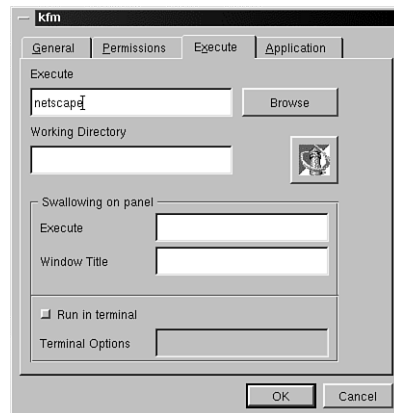 kfm
General Permissions Execute Application
Execute
netscape
Browse
Working Directory
Swallowing on panel
Execute
Window Title
Run in terminal
Terminal Options
OK Cancel